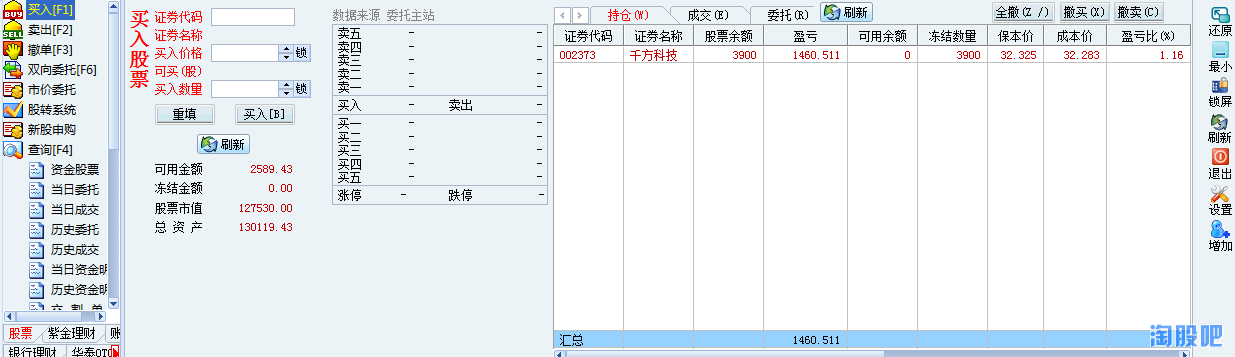 买入[F1]
卖出[F2]
撤单[F3]
双向委托[F6]
市价委托
股转系统
新股申购
查询[F4]
资金股票
当日委托
当日成交
历史委托
历史成交
当日资金明
历史资金明
交 割 单
股票 紫金理财 账
银行理财 华泰OTC
买入股票
证券代码
证券名称
买入价格 锁
可买(股)
买入数量 锁
重填 买入[B]
刷新
可用金额 2589.43
冻结金额 0.00
股票市值 127530.00
总 资 产 130119.43
数据来源 委托主站
卖五 - -
卖四 - -
卖三 - -
卖二 - -
卖一 - -
买入 - 卖出 -
买一 - -
买二 - -
买三 - -
买四 - -
买五 - -
涨停 - 跌停 -
持仓(W) 成交(E) 委托(R) 刷新 全撤(Z /) 撤买(X) 撤卖(C)
证券代码 证券名称 股票余额 盈亏 可用余额 冻结数量 保本价 成本价 盈亏比(%)
002373 千方科技 3900 1460.511 0 3900 32.325 32.283 1.16
汇总 1460.511
还原
最小
锁屏
刷新
退出
设置
增加
淘股吧